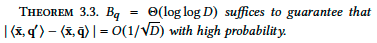 THEOREM 3.3. B_q = Θ(log log D) suffices to guarantee that
| ⟨x̄, q′⟩ − ⟨x̄, q̄⟩ | = O(1/√D) with high probability.